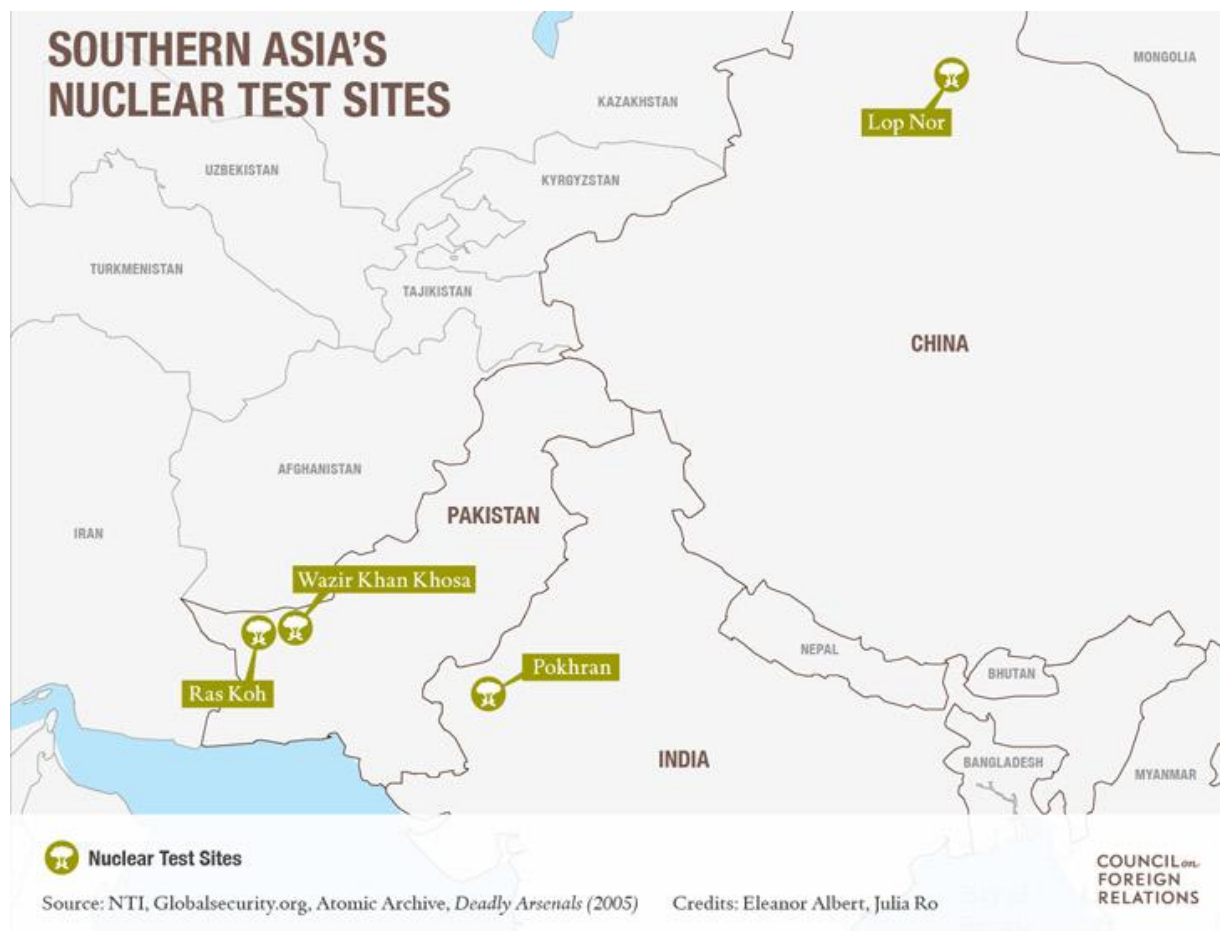 SOUTHERN ASIA'S
NUCLEAR TEST SITES
MONGOLIA
KAZAKHSTAN
Lop Nor
UZBEKISTAN
KYRGYZSTAN
TURKMENISTAN
TAJIKISTAN
CHINA
AFGHANISTAN
PAKISTAN
IRAN
Wazir Khan Khosa
NEPAL
Pokhran
BHUTAN
Ras Koh
INDIA
BANGLADESH
MYANMAR
Nuclear Test Sites
Source: NTI, Globalsecurity.org, Atomic Archive, Deadly Arsenals (2005) Credits: Eleanor Albert, Julia Ro
COUNCIL on
FOREIGN
RELATIONS